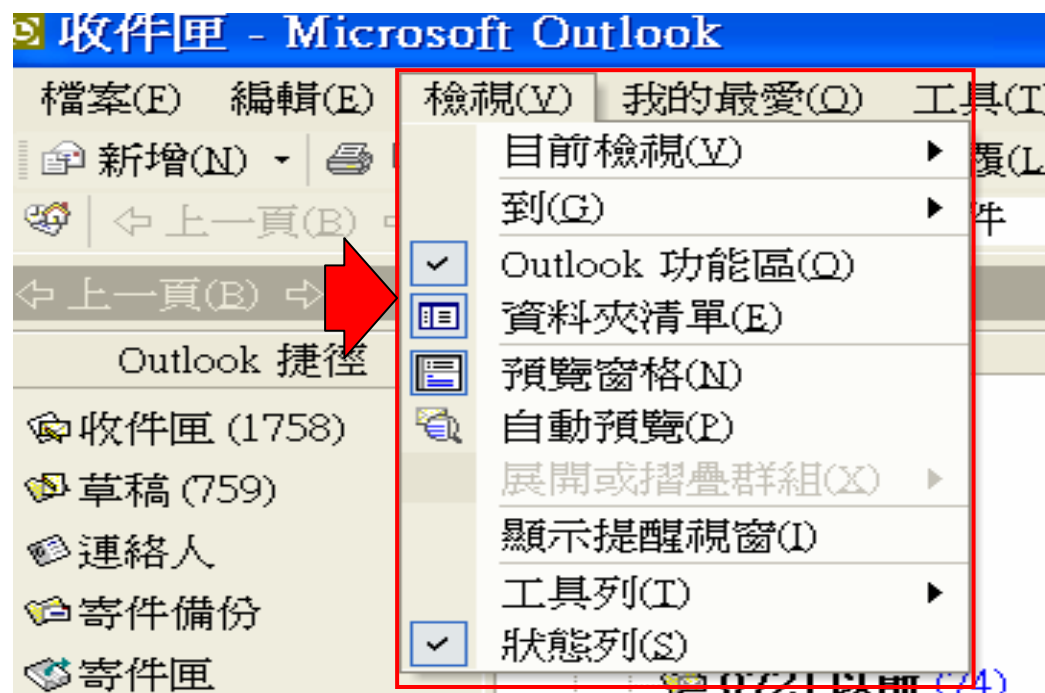 收件匣 - Microsoft Outlook
檔案(F) 編輯(E) 檢視(V) 我的最愛(O) 工具(T)
新增(N) 覆(L
上一頁(B) 件
上一頁(B)
Outlook 捷徑
收件匣 (1758)
草稿 (759)
連絡人
寄件備份
寄件匣
目前檢視(V)
到(G)
Outlook 功能區(O)
資料夾清單(E)
預覽窗格(N)
自動預覽(P)
展開或摺疊群組(X)
顯示提醒視窗(I)
工具列(T)
狀態列(S)
(74)